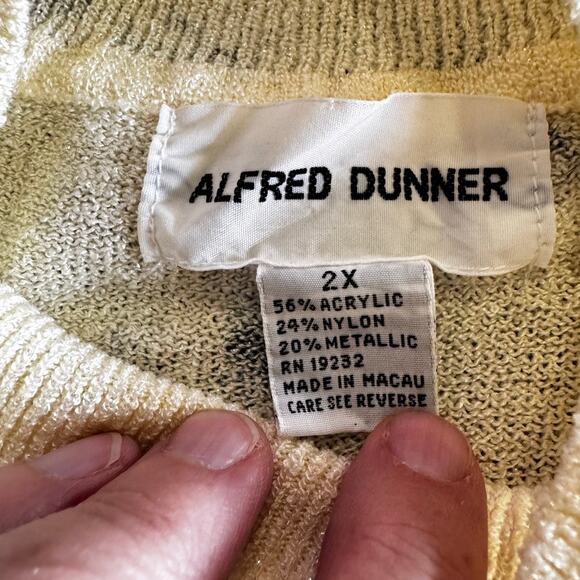 ALFRED DUNNER
2X
56% ACRYLIC
24% NYLON
20% METALLIC
RN 19232
MADE IN MACAU
CARE SEE REVERSE